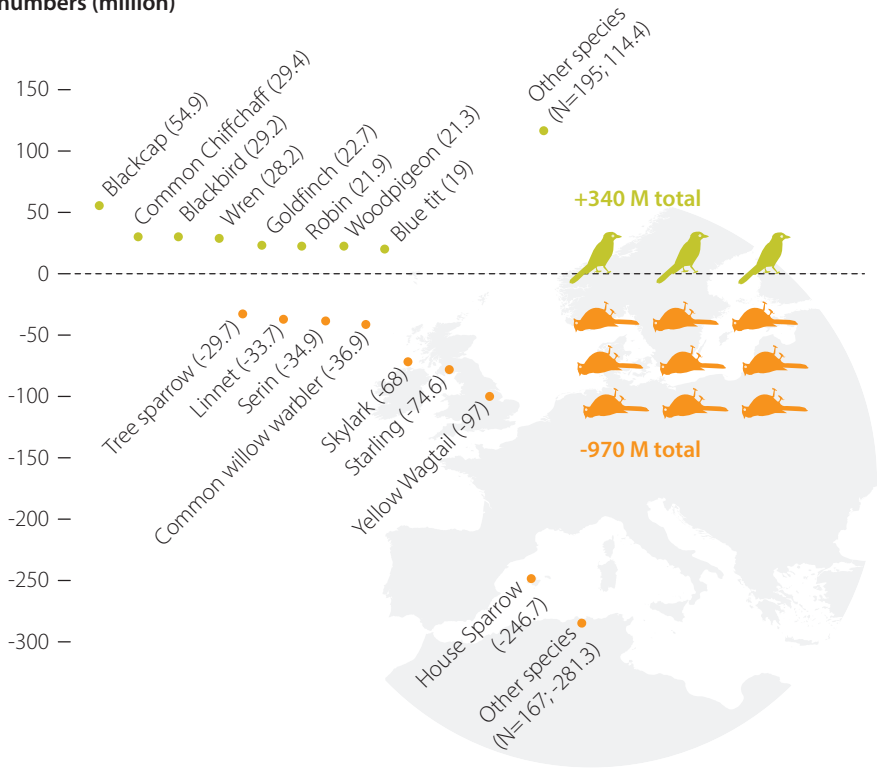 numbers (million)
150
100
50
0
-50
-100
-150
-200
-250
-300
Blackcap (54.9)
Common Chiffchaff (29.4)
Blackbird (29.2)
Wren (28.2)
Goldfinch (22.7)
Robin (21.9)
Woodpigeon (21.3)
Blue tit (19)
Other species
(N=195; 114.4)
+340 M total
Tree sparrow (-29.7)
Linnet (-33.7)
Serin (-34.9)
Common willow warbler (-36.9)
Skylark (-68)
Starling (-74.6)
Yellow Wagtail (-97)
-970 M total
House Sparrow
(-246.7)
Other species
(N=167; -281.3)